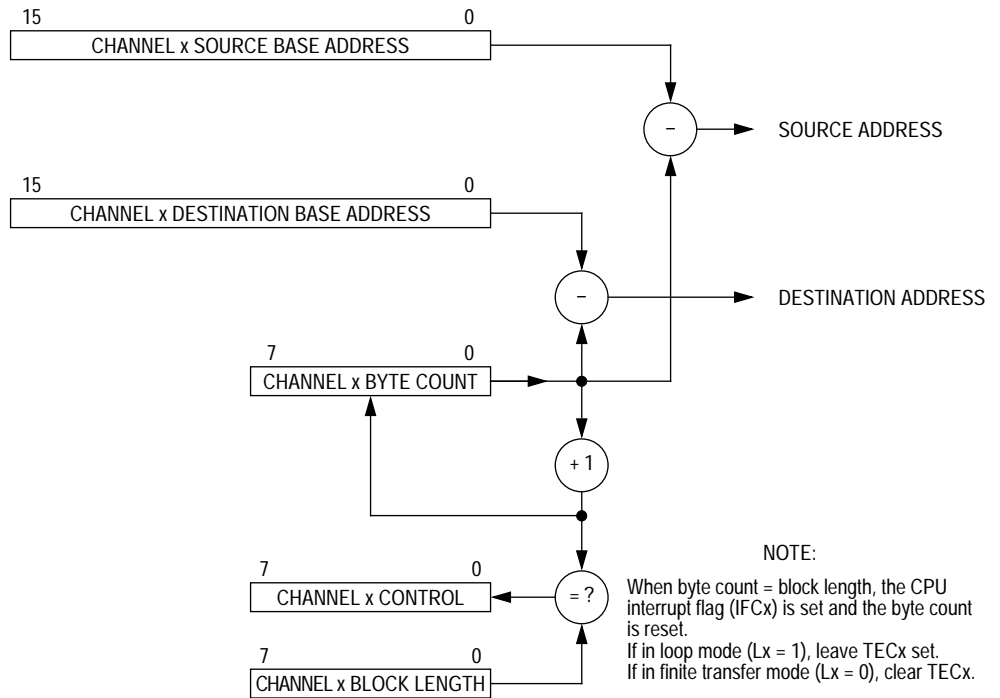 15 0
CHANNEL x SOURCE BASE ADDRESS
–
SOURCE ADDRESS
15 0
CHANNEL x DESTINATION BASE ADDRESS
–
DESTINATION ADDRESS
7 0
CHANNEL x BYTE COUNT
+ 1
7 0
CHANNEL x CONTROL
= ?
7 0
CHANNEL x BLOCK LENGTH
NOTE:
When byte count = block length, the CPU
interrupt flag (IFCx) is set and the byte count
is reset.
If in loop mode (Lx = 1), leave TECx set.
If in finite transfer mode (Lx = 0), clear TECx.